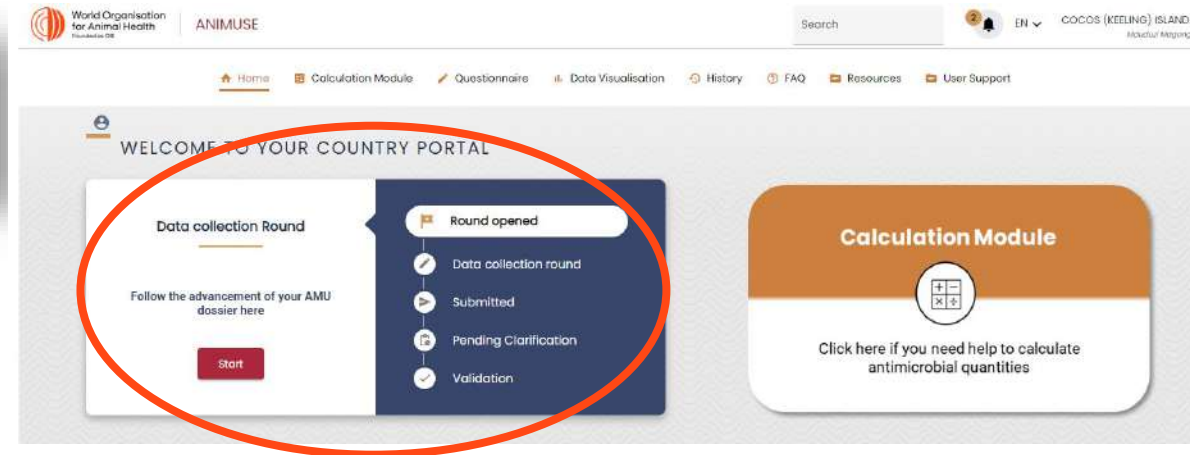 World Organisation
for Animal Health
ANIMUSE
Search
2
EN
COCOS (KEELING) ISLAND
Home
Calculation Module
Questionnaire
Data Visualisation
History
FAQ
Resources
User Support
WELCOME TO YOUR COUNTRY PORTAL
Data collection Round
Follow the advancement of your AMU
dossier here
Start
Round opened
Data collection round
Submitted
Pending Clarification
Validation
Calculation Module
Click here if you need help to calculate
antimicrobial quantities